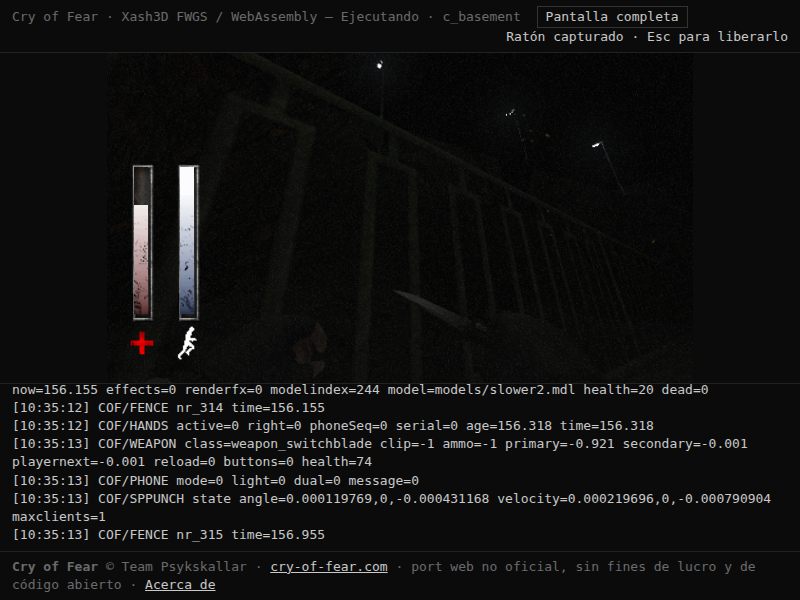 Cry of Fear · Xash3D FWGS / WebAssembly — Ejecutando · c_basement
Pantalla completa
Ratón capturado · Esc para liberarlo
now=156.155 effects=0 renderfx=0 modelindex=244 model=models/slower2.mdl health=20 dead=0
[10:35:12] COF/FENCE nr_314 time=156.155
[10:35:12] COF/HANDS active=0 right=0 phoneSeq=0 serial=0 age=156.318 time=156.318
[10:35:13] COF/WEAPON class=weapon_switchblade clip=-1 ammo=-1 primary=-0.921 secondary=-0.001
playernext=-0.001 reload=0 buttons=0 health=74
[10:35:13] COF/PHONE mode=0 light=0 dual=0 message=0
[10:35:13] COF/SPPUNCH state angle=0.000119769,0,-0.000431168 velocity=0.000219696,0,-0.000790904
maxclients=1
[10:35:13] COF/FENCE nr_315 time=156.955
Cry of Fear © Team Psykskallar · cry-of-fear.com · port web no oficial, sin fines de lucro y de
código abierto · Acerca de